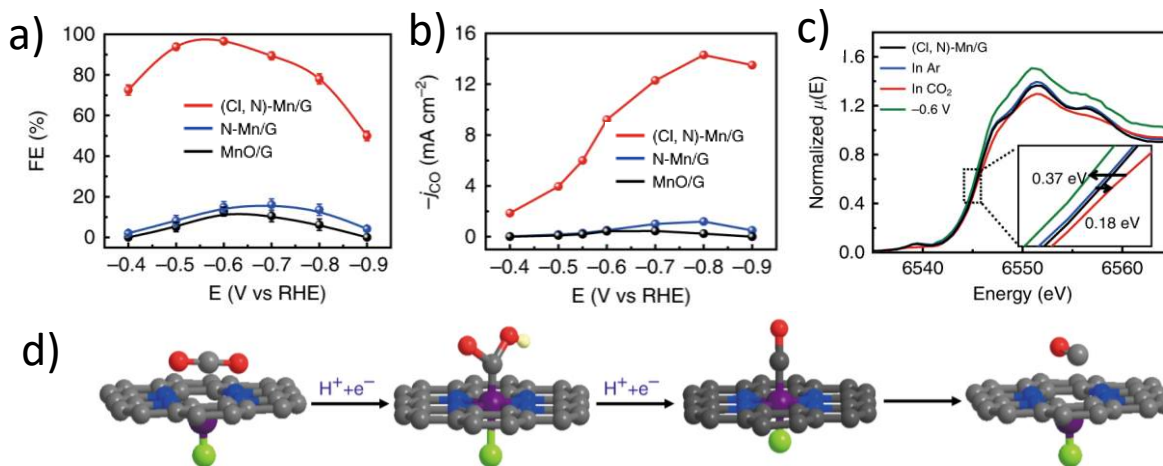 a)
100
80
60
40
20
0
FE (%)
(Cl, N)-Mn/G
N-Mn/G
MnO/G
−0.4 −0.5 −0.6 −0.7 −0.8 −0.9
E (V vs RHE)
b)
16
12
8
4
0
−jCO (mA cm−2)
(Cl, N)-Mn/G
N-Mn/G
MnO/G
−0.4 −0.5 −0.6 −0.7 −0.8 −0.9
E (V vs RHE)
c)
1.8
1.2
0.6
0.0
Normalized μ(E)
(Cl, N)-Mn/G
In Ar
In CO2
−0.6 V
0.37 eV
0.18 eV
6540 6550 6560
Energy (eV)
d)
H++e−
H++e−